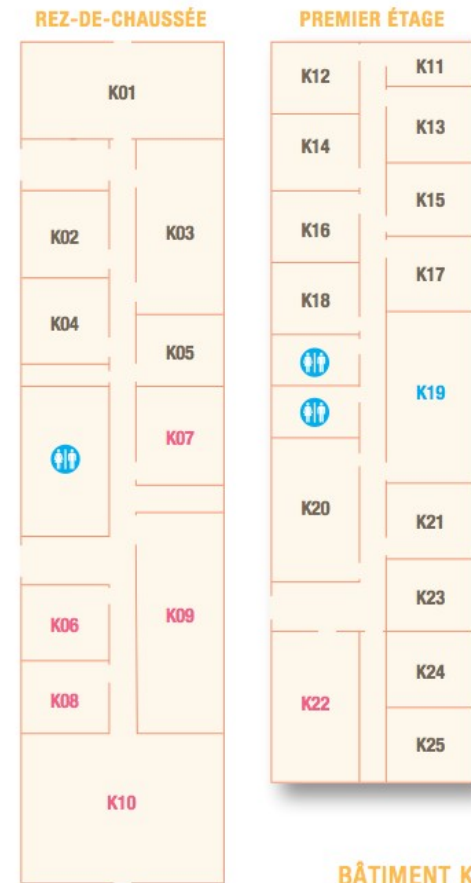 REZ-DE-CHAUSSÉE
K01
K02
K03
K04
K05
K07
K06
K09
K08
K10
PREMIER ÉTAGE
K12
K11
K14
K13
K16
K15
K18
K17
K19
K20
K21
K23
K22
K24
K25
BÂTIMENT K